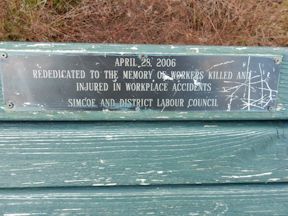 APRIL 28, 2006
REDEDICATED TO THE MEMORY OF WORKERS KILLED AND
INJURED IN WORKPLACE ACCIDENTS
SIMCOE AND DISTRICT LABOUR COUNCIL